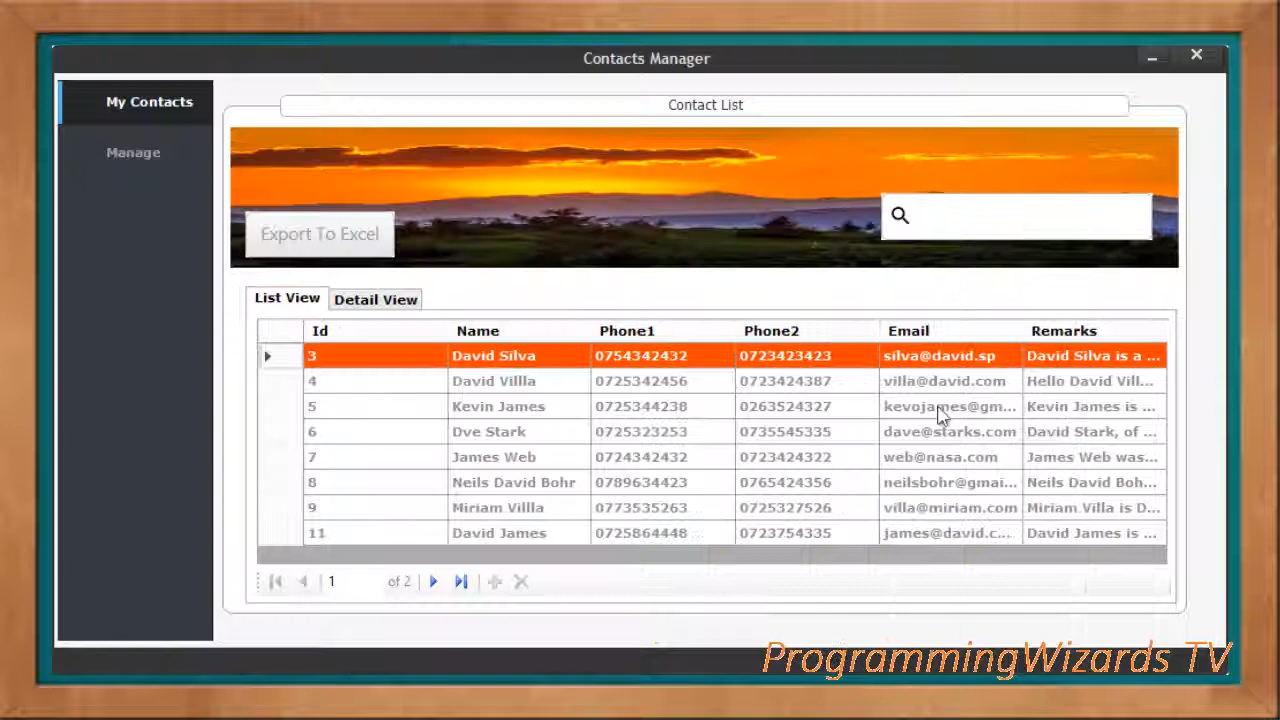 Contacts Manager
My Contacts
Manage
Contact List
Export To Excel
List View Detail View
Id Name Phone1 Phone2 Email Remarks
3 David Silva 0754342432 0723423423 silva@david.sp David Silva is a ...
4 David Villla 0725342456 0723424387 villa@david.com Hello David Vill...
5 Kevin James 0725344238 0263524327 kevojames@gm... Kevin James is ...
6 Dve Stark 0725323253 0735545335 dave@starks.com David Stark, of ...
7 James Web 0724342432 0723424322 web@nasa.com James Web was...
8 Neils David Bohr 0789634423 0765424356 neilsbohr@gmai... Neils David Boh...
9 Miriam Villla 0773535263 0725327526 villa@miriam.com Miriam Villa is D...
11 David James 0725864448 0723754335 james@david.c... David James is ...
1 of 2
ProgrammingWizards TV